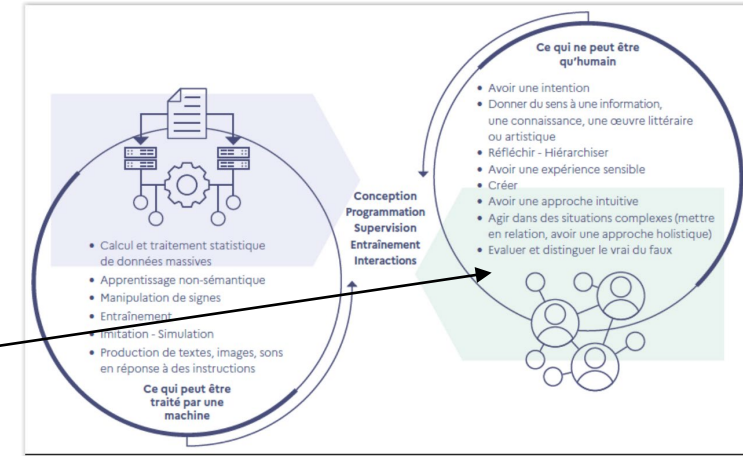 Calcul et traitement statistique
de données massives
Apprentissage non-sémantique
Manipulation de signes
Entraînement
Imitation - Simulation
Production de textes, images, sons
en réponse à des instructions
Ce qui peut être
traité par une
machine
Conception
Programmation
Supervision
Entraînement
Interactions
Ce qui ne peut être
qu'humain
Avoir une intention
Donner du sens à une information,
une connaissance, une œuvre littéraire
ou artistique
Réfléchir - Hiérarchiser
Avoir une expérience sensible
Créer
Avoir une approche intuitive
Agir dans des situations complexes (mettre
en relation, avoir une approche holistique)
Evaluer et distinguer le vrai du faux